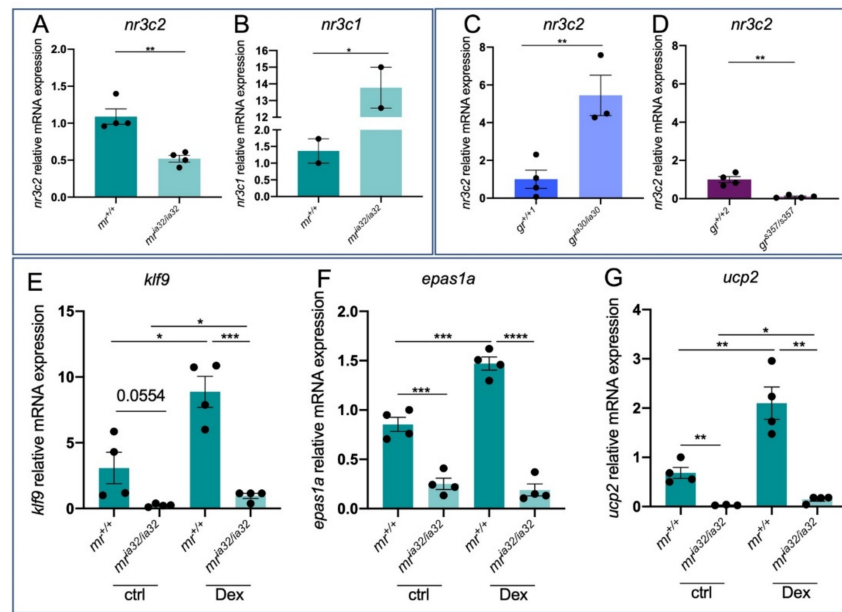 A
nr3c2
nr3c2 relative mRNA expression
2.0
1.5
1.0
0.5
0.0
**
mr+/+
mria32/ia32
B
nr3c1
nr3c1 relative mRNA expression
16
15
14
13
12
2.0
1.5
1.0
0.5
0.0
*
mr+/+
mria32/ia32
C
nr3c2
nr3c2 relative mRNA expression
8
6
4
2
0
**
gr+/+1
gria30/ia30
D
nr3c2
nr3c2 relative mRNA expression
8
6
4
2
0
**
gr+/+2
grs357/s357
E
klf9
klf9 relative mRNA expression
15
10
5
0
*
*
***
0.0554
mr+/+
mria32/ia32
mr+/+
mria32/ia32
ctrl
Dex
F
epas1a
epas1a relative mRNA expression
2.0
1.5
1.0
0.5
0.0
***
****
***
mr+/+
mria32/ia32
mr+/+
mria32/ia32
ctrl
Dex
G
ucp2
ucp2 relative mRNA expression
4
3
2
1
0
*
**
**
**
mr+/+
mria32/ia32
mr+/+
mria32/ia32
ctrl
Dex